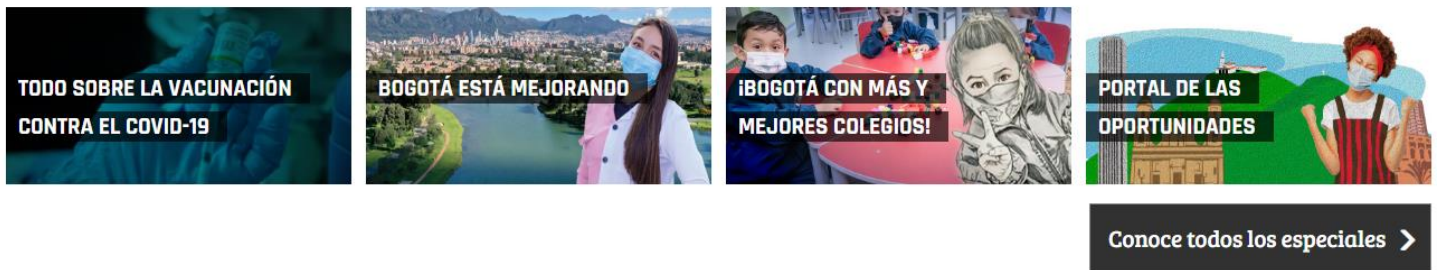 TODO SOBRE LA VACUNACIÓN
CONTRA EL COVID-19
BOGOTÁ ESTÁ MEJORANDO
¡BOGOTÁ CON MÁS Y
MEJORES COLEGIOS!
PORTAL DE LAS
OPORTUNIDADES
Conoce todos los especiales